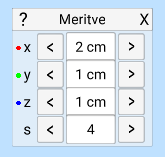 ? Meritve X
x < 2 cm >
y < 1 cm >
z < 1 cm >
s < 4 >